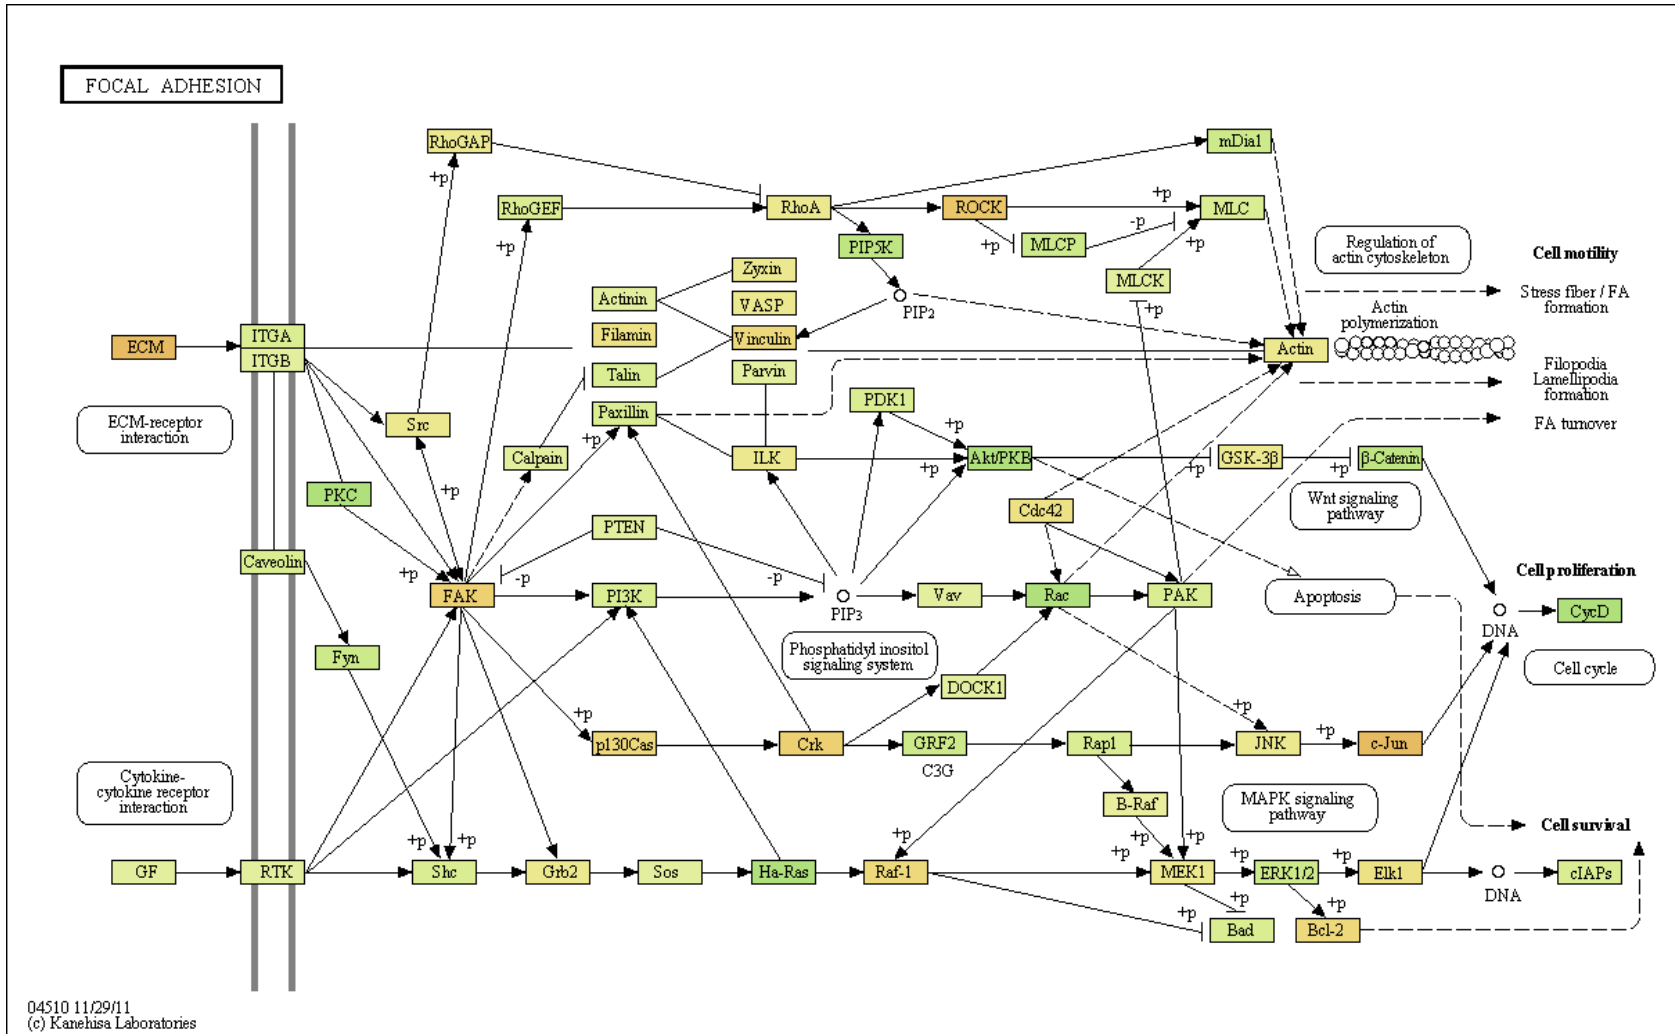 FOCAL ADHESION
RhoGAP
mDia1
+p
RhoGEF
RhoA
ROCK
+p
MLC
-p
+p
+p
PIP5K
+p
MLCP
Regulation of
actin cytoskeleton
Cell motility
Zyxin
Actinin
VASP
MLCK
+p
PIP2
Stress fiber / FA
formation
Actin
polymerization
ECM
ITGA
ITGB
Filamin
Vinculin
Actin
Talin
Parvin
Filopodia
Lamellipodia
formation
ECM-receptor
interaction
Src
Paxillin
PDK1
FA turnover
+p
+p
Calpain
ILK
+p
Akt/PKB
+p
GSK-3β
+p
β-Catenin
PKC
+p
Cdc42
Wnt signaling
pathway
PTEN
Caveolin
+p
-p
-p
FAK
PI3K
PIP3
Vav
Rac
PAK
Apoptosis
Cell proliferation
CycD
DNA
Fyn
Phosphatidyl inositol
signaling system
Cell cycle
DOCK1
+p
+p
p130Cas
Crk
GRF2
C3G
Rap1
JNK
+p
c-Jun
Cytokine-
cytokine receptor
interaction
B-Raf
MAPK signaling
pathway
+p
+p
+p
+p
+p
Cell survival
GF
RTK
+p
Shc
Grb2
Sos
Ha-Ras
Raf-1
+p
MEK1
+p
ERK1/2
+p
Elk1
DNA
cIAPs
+p
+p
+p
Bad
Bcl-2
04510 11/29/11
(c) Kanehisa Laboratories